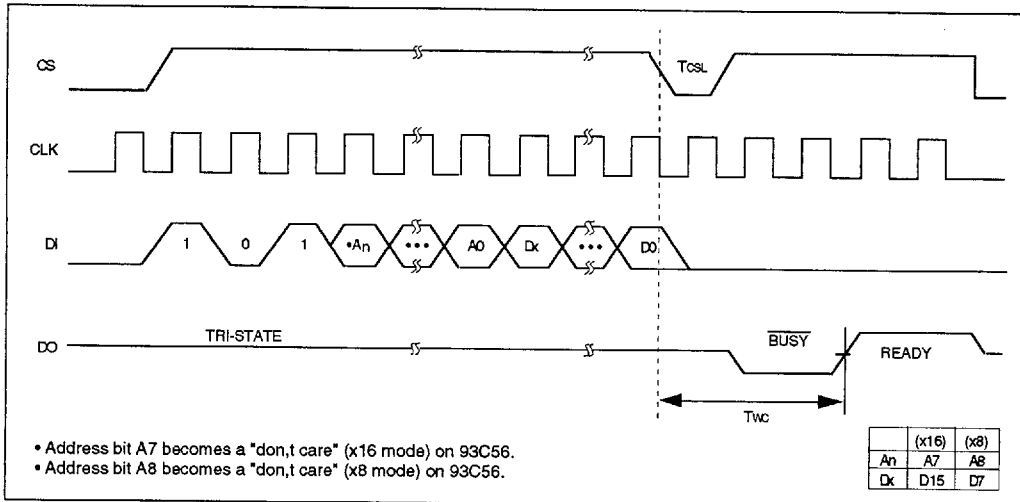 CS
TCSL
CLK
DI
1 0 1 •An ••• A0 Dx ••• D0
DO
TRI-STATE
BUSY
READY
TWC
• Address bit A7 becomes a "don,t care" (x16 mode) on 93C56.
• Address bit A8 becomes a "don,t care" (x8 mode) on 93C56.
(x16) (x8)
An A7 A8
Dx D15 D7